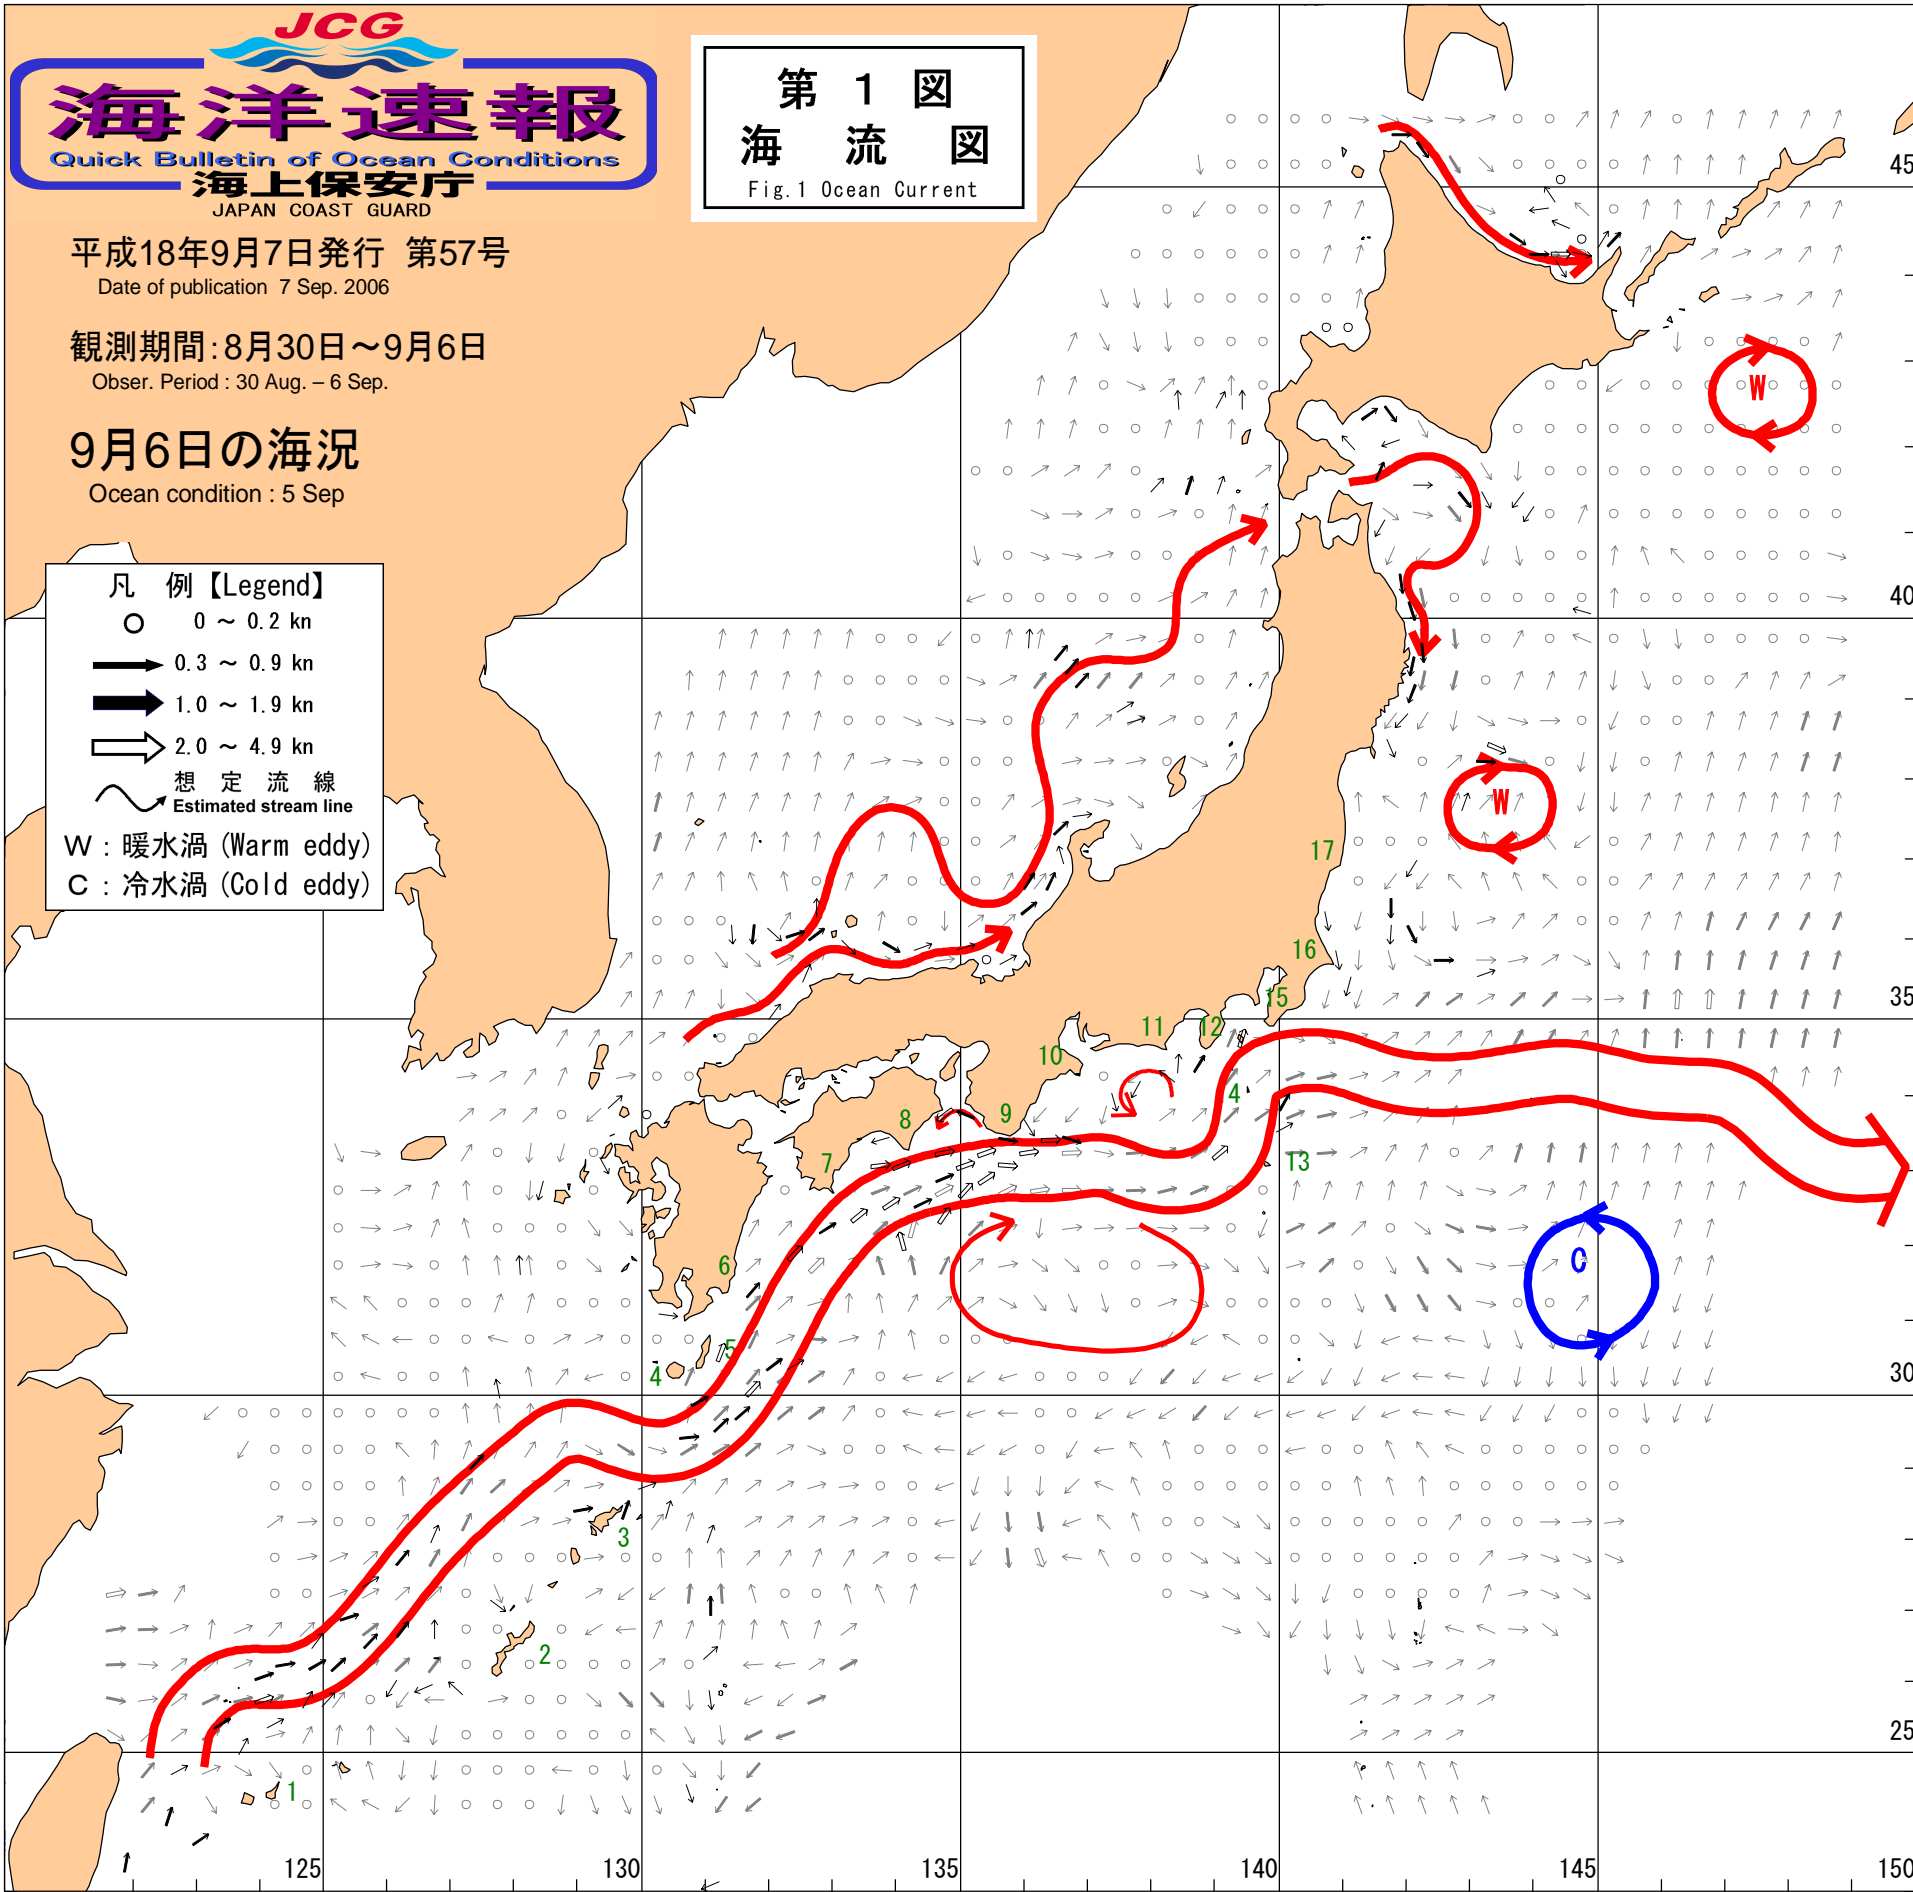 JCG
海洋速報
Quick Bulletin of Ocean Conditions
海上保安庁
JAPAN COAST GUARD
第 1 図
海 流 図
Fig.1 Ocean Current
平成18年9月7日発行 第57号
Date of publication 7 Sep. 2006
観測期間:8月30日～9月6日
Obser. Period : 30 Aug. – 6 Sep.
9月6日の海況
Ocean condition : 5 Sep
凡 例【Legend】
0 ～ 0.2 kn
0.3 ～ 0.9 kn
1.0 ～ 1.9 kn
2.0 ～ 4.9 kn
想 定 流 線
Estimated stream line
W : 暖水渦 (Warm eddy)
C : 冷水渦 (Cold eddy)
45
W
40
W
17
16
35
15
12
11
10
4
9
8
7
13
6
C
5
4
30
3
2
25
1
125
130
135
140
145
150